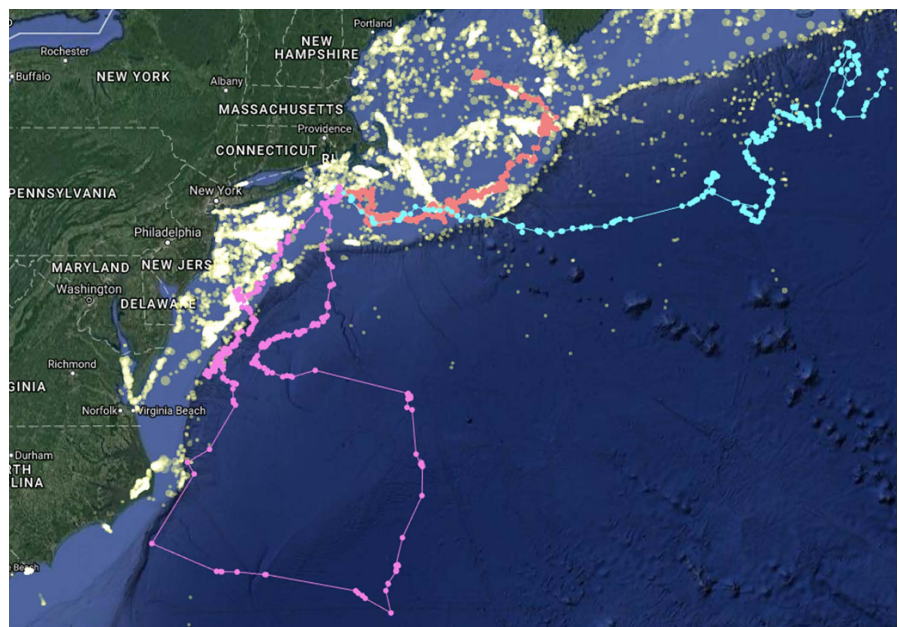 Portland
NEW
HAMPSHIRE
Rochester
Buffalo
NEW YORK
Albany
MASSACHUSETTS
Providence
CONNECTICUT
RI
PENNSYLVANIA
New York
Philadelphia
MARYLAND
NEW JERS
Washington
DELAWARE
Richmond
GINIA
Norfolk
Virginia Beach
Durham
RTH
LINA
e Beach